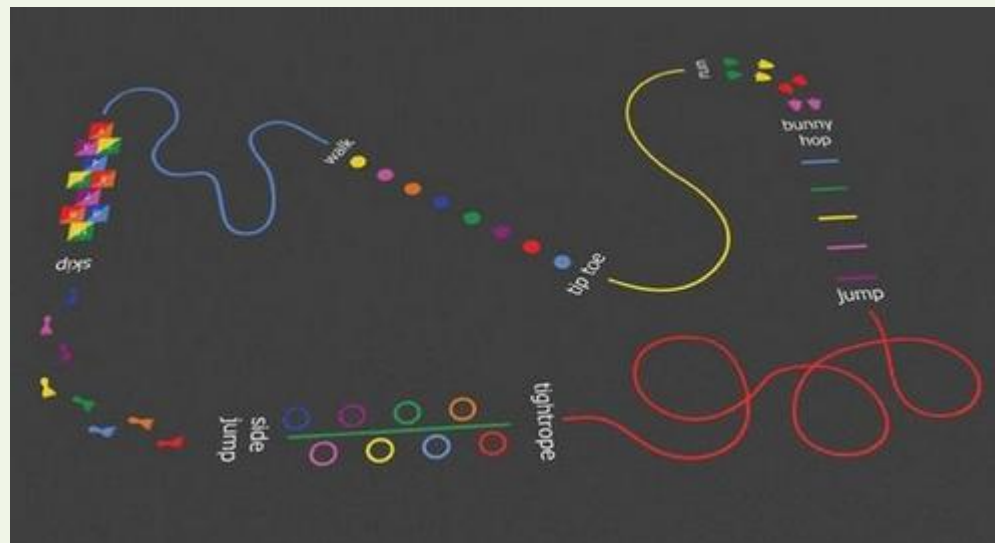 run
bunny
hop
walk
skip
tip toe
Jump
tightrope
side
jump